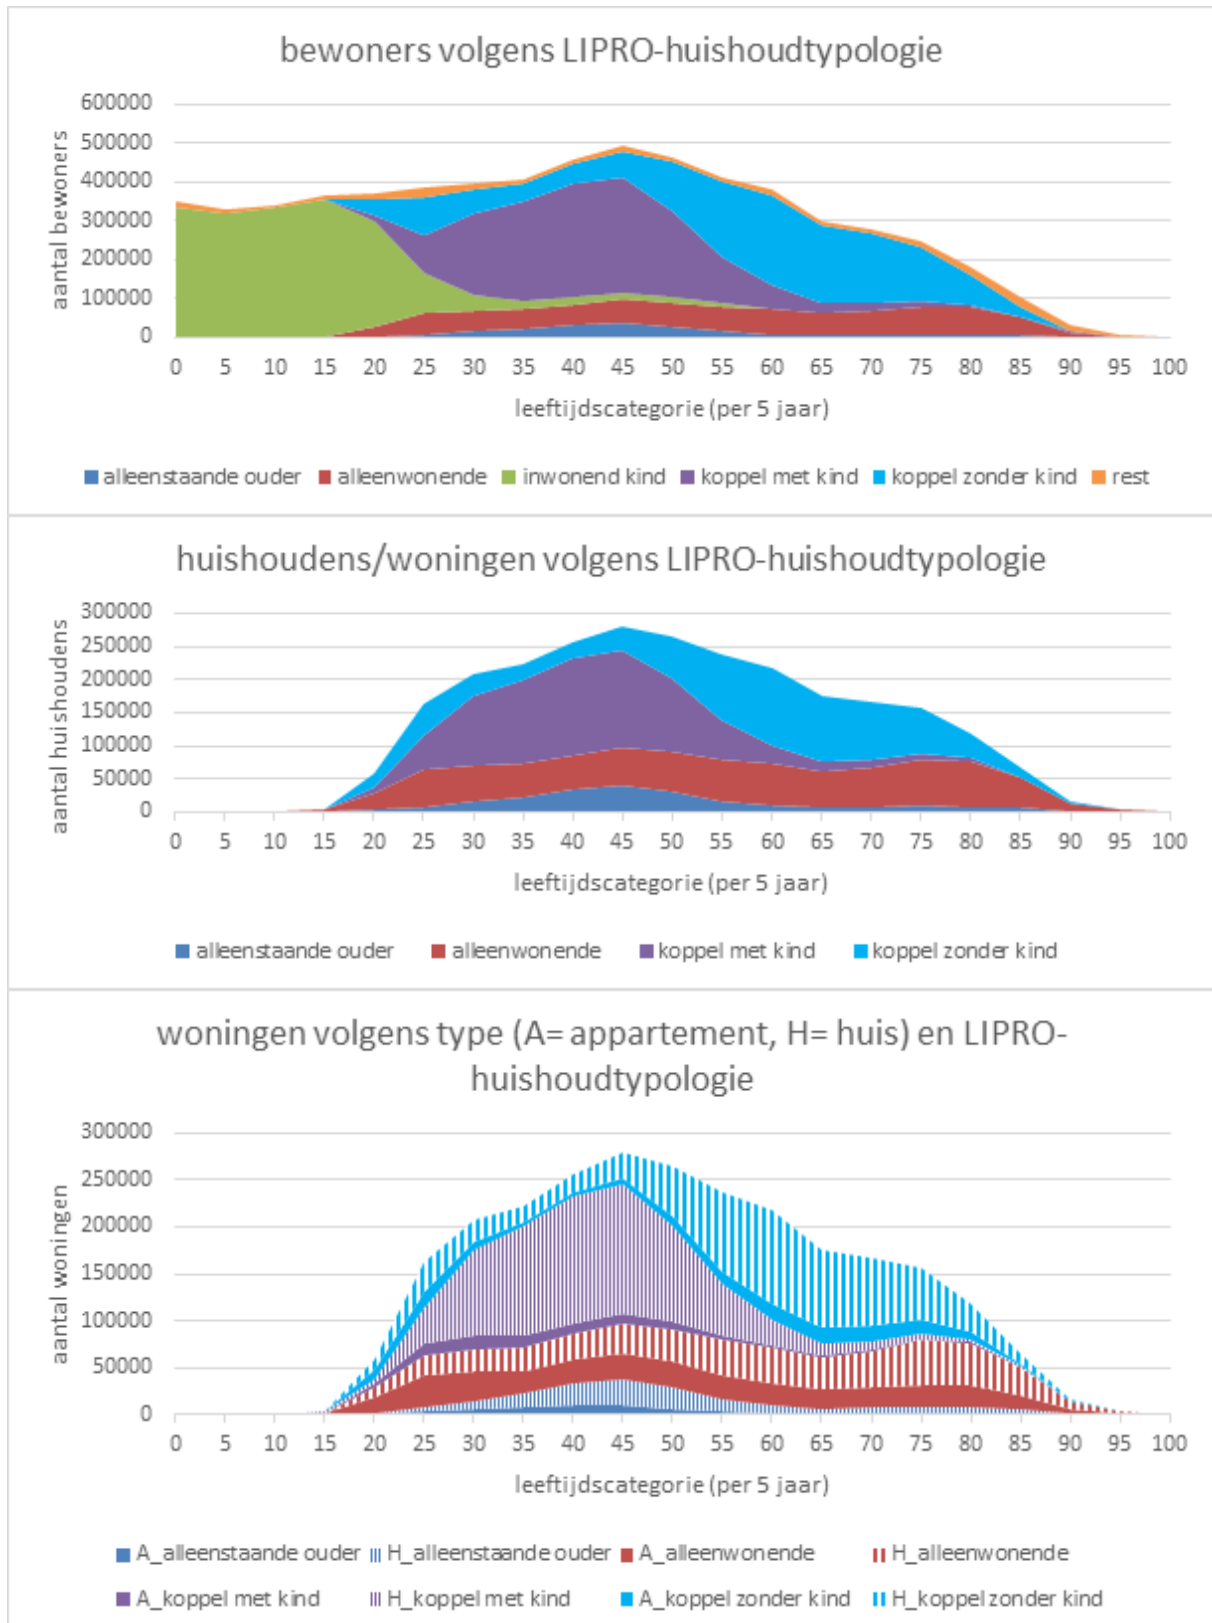 bewoners volgens LIPRO-huishoudtypologie
600000
500000
400000
300000
200000
100000
0
aantal bewoners
0 5 10 15 20 25 30 35 40 45 50 55 60 65 70 75 80 85 90 95 100
leeftijdscategorie (per 5 jaar)
alleenstaande ouder alleenwonende inwonend kind koppel met kind koppel zonder kind rest
huishoudens/woningen volgens LIPRO-huishoudtypologie
300000
250000
200000
150000
100000
50000
0
aantal huishoudens
0 5 10 15 20 25 30 35 40 45 50 55 60 65 70 75 80 85 90 95 100
leeftijdscategorie (per 5 jaar)
alleenstaande ouder alleenwonende koppel met kind koppel zonder kind
woningen volgens type (A= appartement, H= huis) en LIPRO-
huishoudtypologie
300000
250000
200000
150000
100000
50000
0
aantal woningen
0 5 10 15 20 25 30 35 40 45 50 55 60 65 70 75 80 85 90 95 100
leeftijdscategorie (per 5 jaar)
A_alleenstaande ouder H_alleenstaande ouder A_alleenwonende H_alleenwonende
A_koppel met kind H_koppel met kind A_koppel zonder kind H_koppel zonder kind